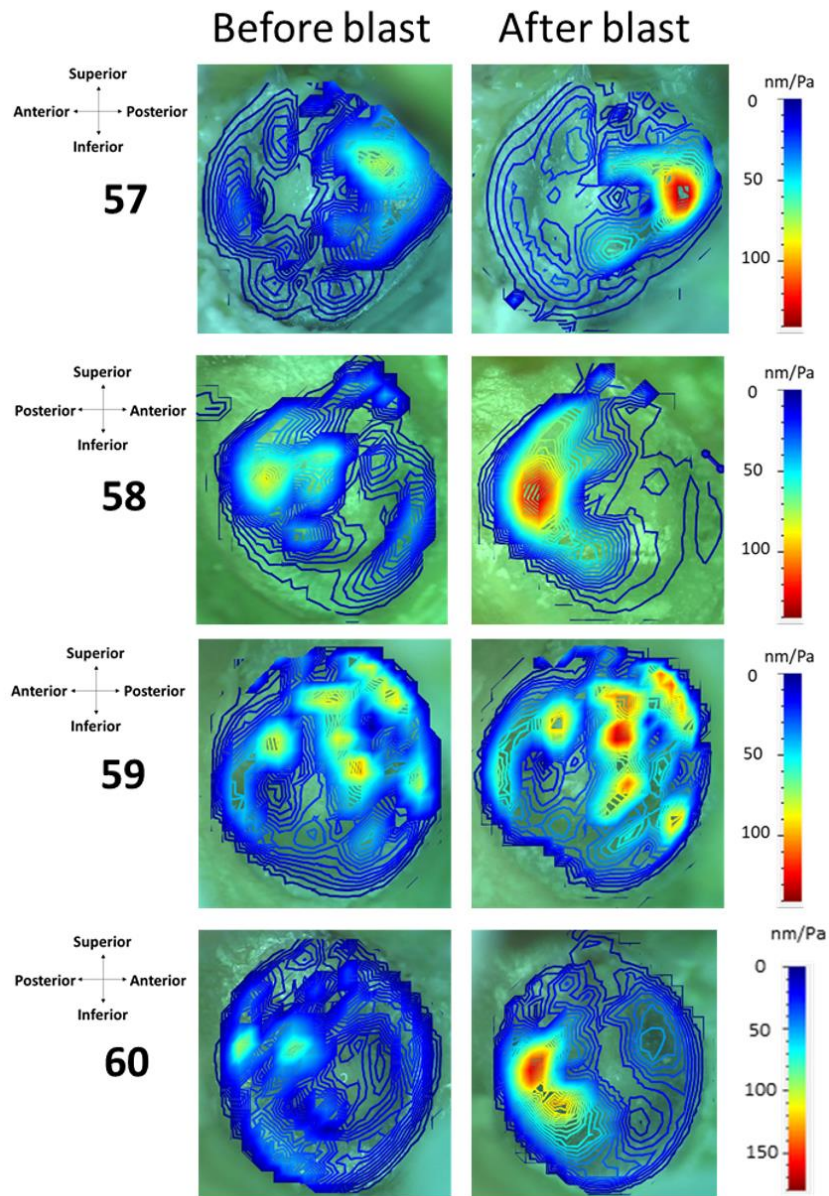 Before blast After blast
Superior
Anterior Posterior
Inferior
57
nm/Pa
0
50
100
Superior
Posterior Anterior
Inferior
58
nm/Pa
0
50
100
Superior
Anterior Posterior
Inferior
59
nm/Pa
0
50
100
Superior
Posterior Anterior
Inferior
60
nm/Pa
0
50
100
150